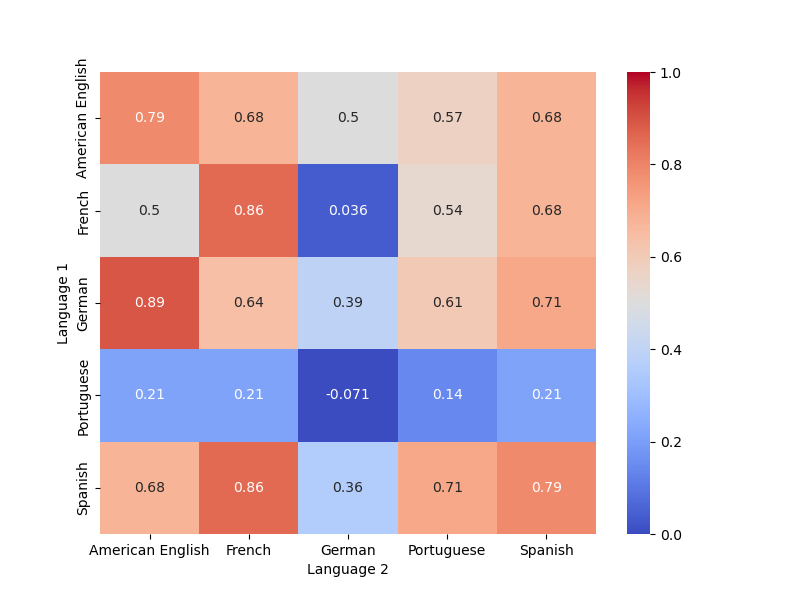 American English 0.79 0.68 0.5 0.57 0.68
French 0.5 0.86 0.036 0.54 0.68
German 0.89 0.64 0.39 0.61 0.71
Portuguese 0.21 0.21 -0.071 0.14 0.21
Spanish 0.68 0.86 0.36 0.71 0.79
Language 1
American English French German Portuguese Spanish
Language 2
1.0
0.8
0.6
0.4
0.2
0.0